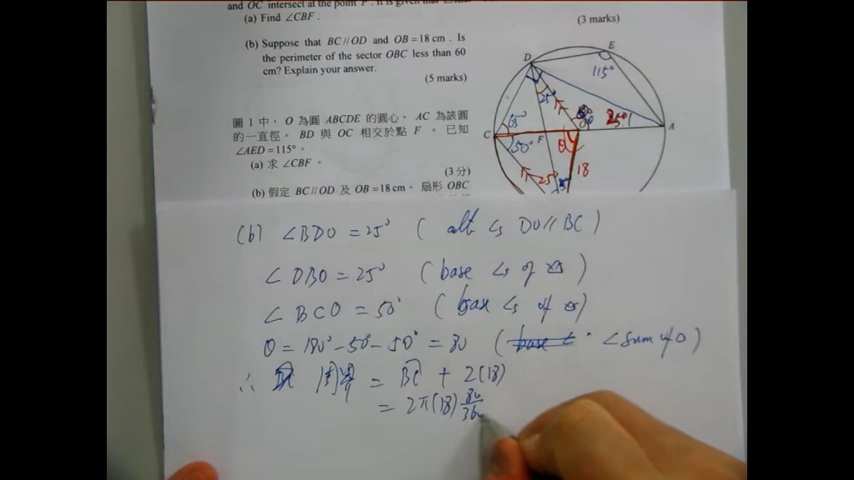 and OC intersect at the point F. It is given that
(a) Find ∠CBF.
(3 marks)
(b) Suppose that BC//OD and OB=18 cm. Is
the perimeter of the sector OBC less than 60
cm? Explain your answer.
(5 marks)
圖 1 中，O 為圓 ABCDE 的圓心。AC 為該圓
的一直徑。BD 與 OC 相交於點 F。已知
∠AED=115°。
(a) 求 ∠CBF。
(3 分)
(b) 假定 BC//OD 及 OB=18 cm。扇形 OBC
D
E
115°
25°
65°
25°
C
F
O
A
50°
θ
18
25°
(b) ∠BDO = 25° ( alt ∠s DO//BC )
∠DBO = 25° (base ∠s of
∠BCO = 50° (base ∠s of
θ = 180° - 50° - 50° = 80 ( ∠sum of Δ)
∴ 周界 = BC + 2(18)
= 2π(18) 80/360